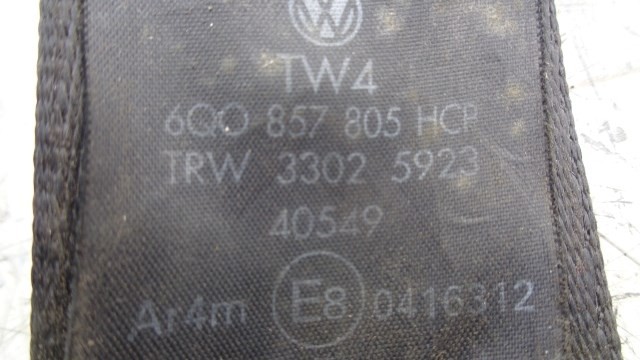 TW4
6Q0 857 805 HCP
TRW 3302 5923
40549
Ar4m E8 0416312